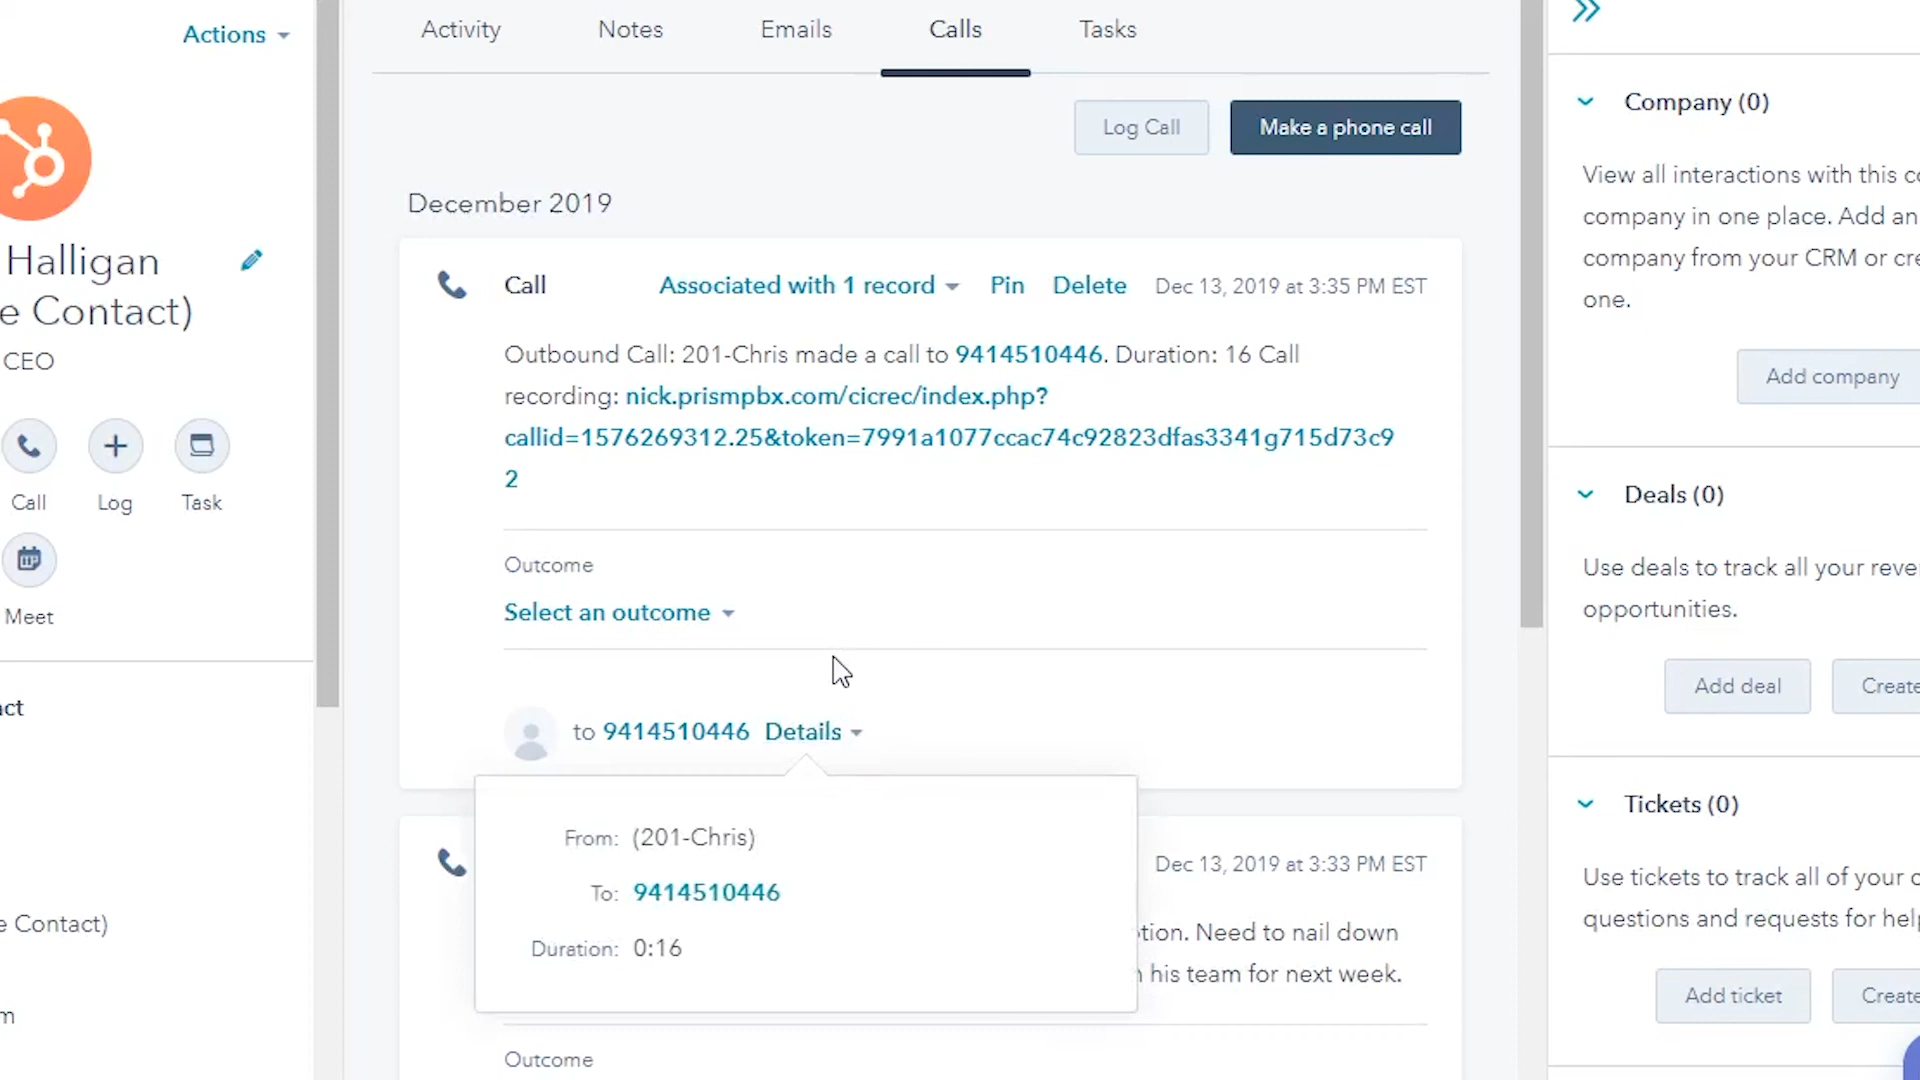 Actions
Halligan
e Contact)
CEO
Call
Log
Task
Meet
act
e Contact)
m
Activity
Notes
Emails
Calls
Tasks
Log Call
Make a phone call
December 2019
Call
Associated with 1 record
Pin
Delete
Dec 13, 2019 at 3:35 PM EST
Outbound Call: 201-Chris made a call to 9414510446. Duration: 16 Call
recording: nick.prismpbx.com/cicrec/index.php?
callid=1576269312.25&token=7991a1077ccac74c92823dfas3341g715d73c9
2
Outcome
Select an outcome
to 9414510446 Details
From: (201-Chris)
To: 9414510446
Duration: 0:16
Dec 13, 2019 at 3:33 PM EST
tion. Need to nail down
his team for next week.
Outcome
Company (0)
View all interactions with this
company in one place. Add an
company from your CRM or cre
one.
Add company
Deals (0)
Use deals to track all your reve
opportunities.
Add deal
Create
Tickets (0)
Use tickets to track all of your
questions and requests for help
Add ticket
Create